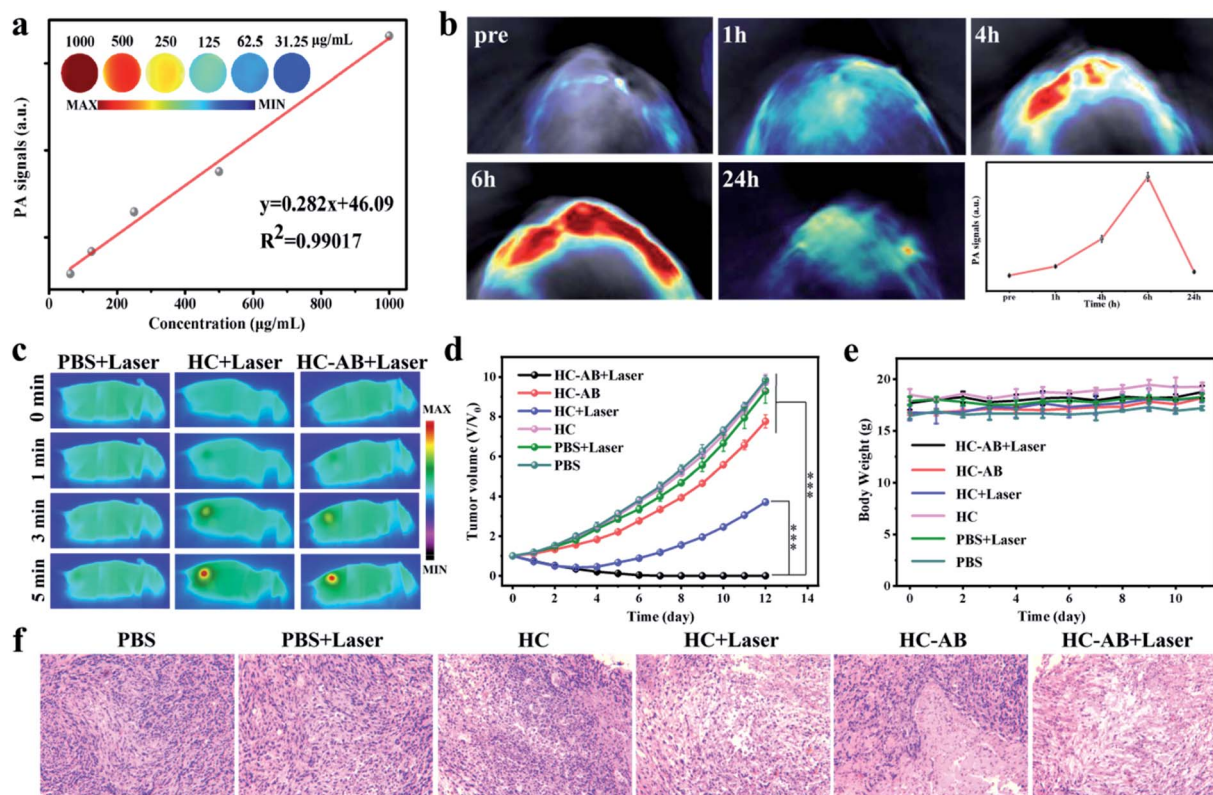 a
1000 500 250 125 62.5 31.25 μg/mL
MAX MIN
PA signals (a.u.)
y=0.282x+46.09
R²=0.99017
0 200 400 600 800 1000
Concentration (μg/mL)
b
pre
1h
4h
6h
24h
PA signals (a.u.)
pre 1h 4h 6h 24h
Time (h)
c
PBS+Laser HC+Laser HC-AB+Laser
0 min
1 min
3 min
5 min
MAX
MIN
d
Tumor volume (V/V₀)
10
8
6
4
2
0
HC-AB+Laser
HC-AB
HC+Laser
HC
PBS+Laser
PBS
***
***
0 2 4 6 8 10 12 14
Time (day)
e
Body Weight (g)
20
15
10
5
0
HC-AB+Laser
HC-AB
HC+Laser
HC
PBS+Laser
PBS
0 2 4 6 8 10
Time (day)
f
PBS PBS+Laser HC HC+Laser HC-AB HC-AB+Laser